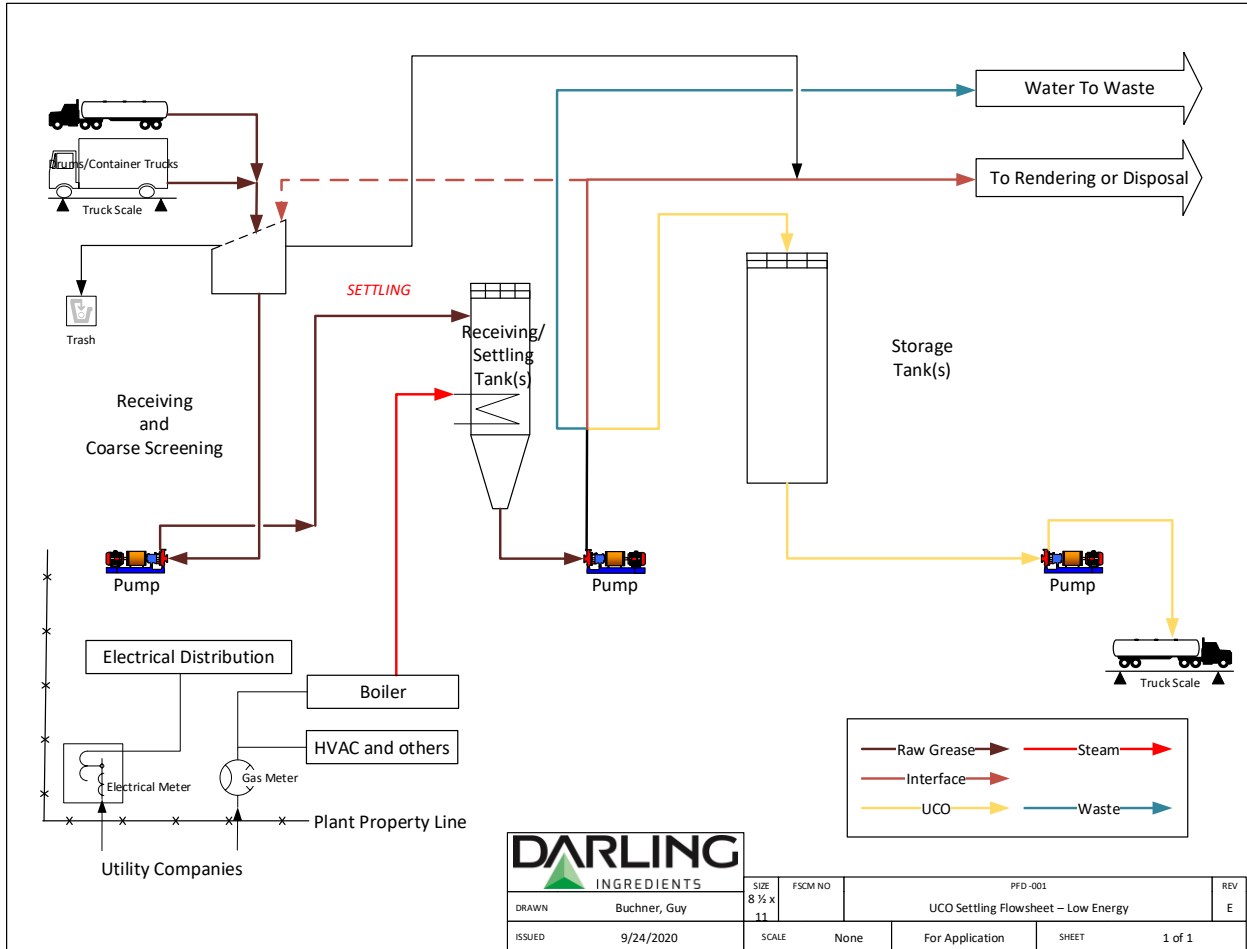 Water To Waste
Drums/Container Trucks
Truck Scale
To Rendering or Disposal
SETTLING
Trash
Receiving/
Settling
Tank(s)
Storage
Tank(s)
Receiving
and
Coarse Screening
Pump
Pump
Pump
Electrical Distribution
Boiler
Truck Scale
HVAC and others
Gas Meter
Electrical Meter
Plant Property Line
Utility Companies
Raw Grease
Steam
Interface
UCO
Waste
DARLING
INGREDIENTS
DRAWN Buchner, Guy
ISSUED 9/24/2020
SIZE
8 ½ x
11
FSCM NO
PFD -001
UCO Settling Flowsheet – Low Energy
REV
E
SCALE None
For Application
SHEET 1 of 1